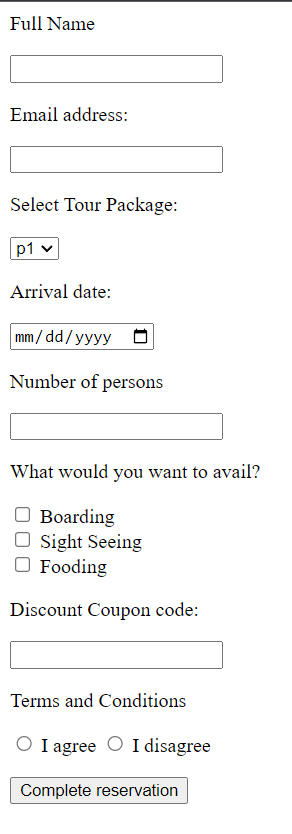 Full Name
Email address:
Select Tour Package:
p1
Arrival date:
mm/dd/yyyy
Number of persons
What would you want to avail?
Boarding
Sight Seeing
Fooding
Discount Coupon code:
Terms and Conditions
I agree I disagree
Complete reservation